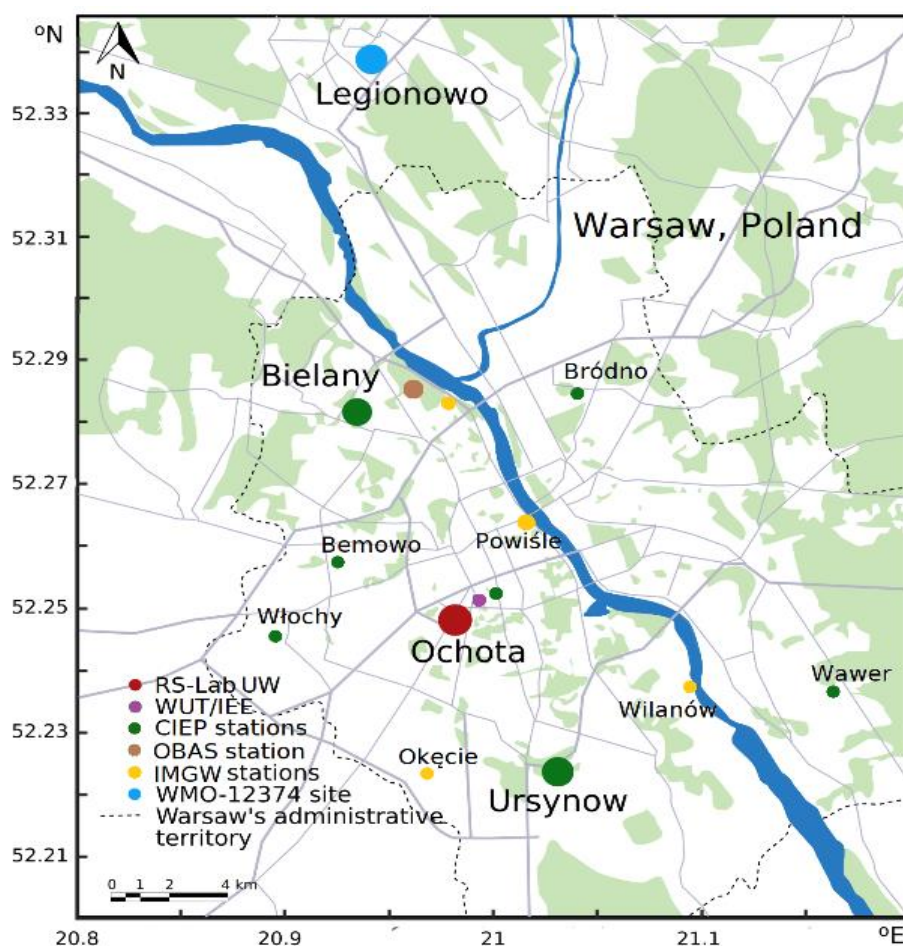 ºN
N
Legionowo
52.33
Warsaw, Poland
52.31
52.29
Bielany
Bródno
52.27
Powiśle
Bemowo
52.25
Włochy
Ochota
Wawer
RS-Lab UW
WUT/IEE
Wilanów
CIEP stations
52.23
OBAS station
Okęcie
IMGW stations
WMO-12374 site
Ursynow
Warsaw's administrative
territory
52.21
0 1 2 4 km
20.8 20.9 21 21.1 ºE